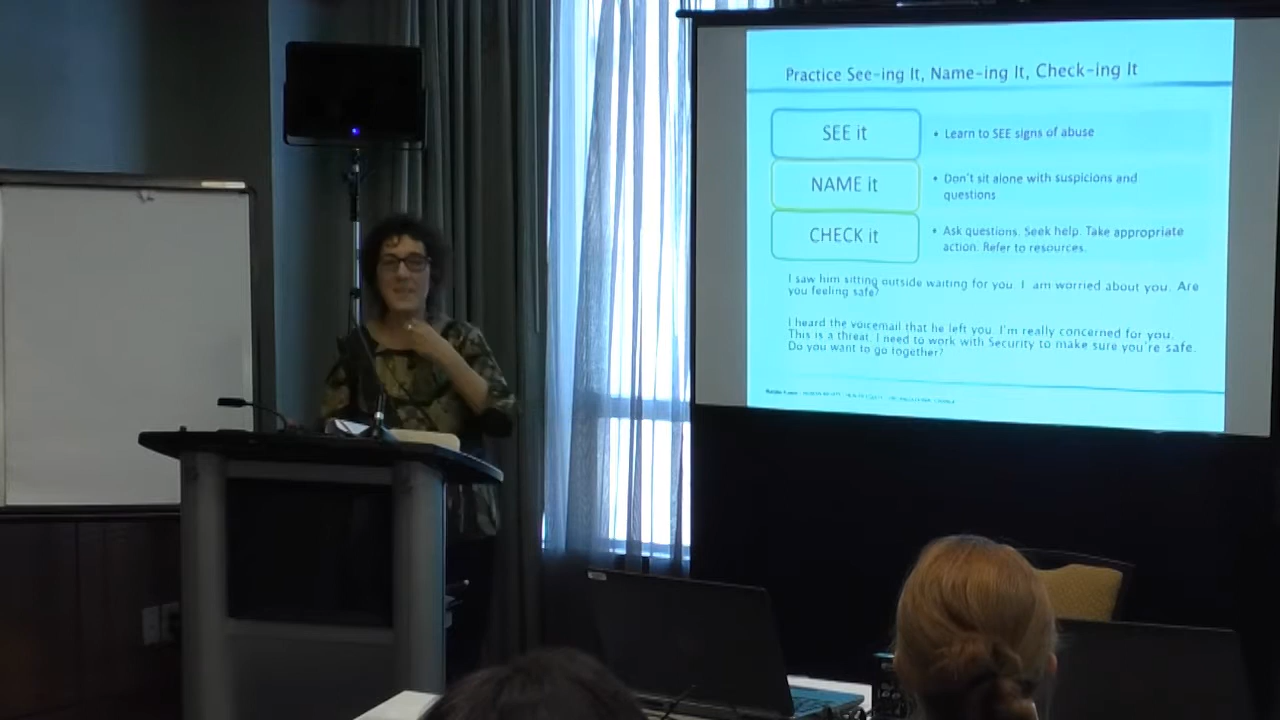 Practice See-ing It, Name-ing It, Check-ing It
SEE it
• Learn to SEE signs of abuse
NAME it
• Don't sit alone with suspicions and
questions
CHECK it
• Ask questions. Seek help. Take appropriate
action. Refer to resources.
I saw him sitting outside waiting for you. I am worried about you. Are
you feeling safe?
I heard the voicemail that he left you. I'm really concerned for you.
This is a threat. I need to work with Security to make sure you're safe.
Do you want to go together?